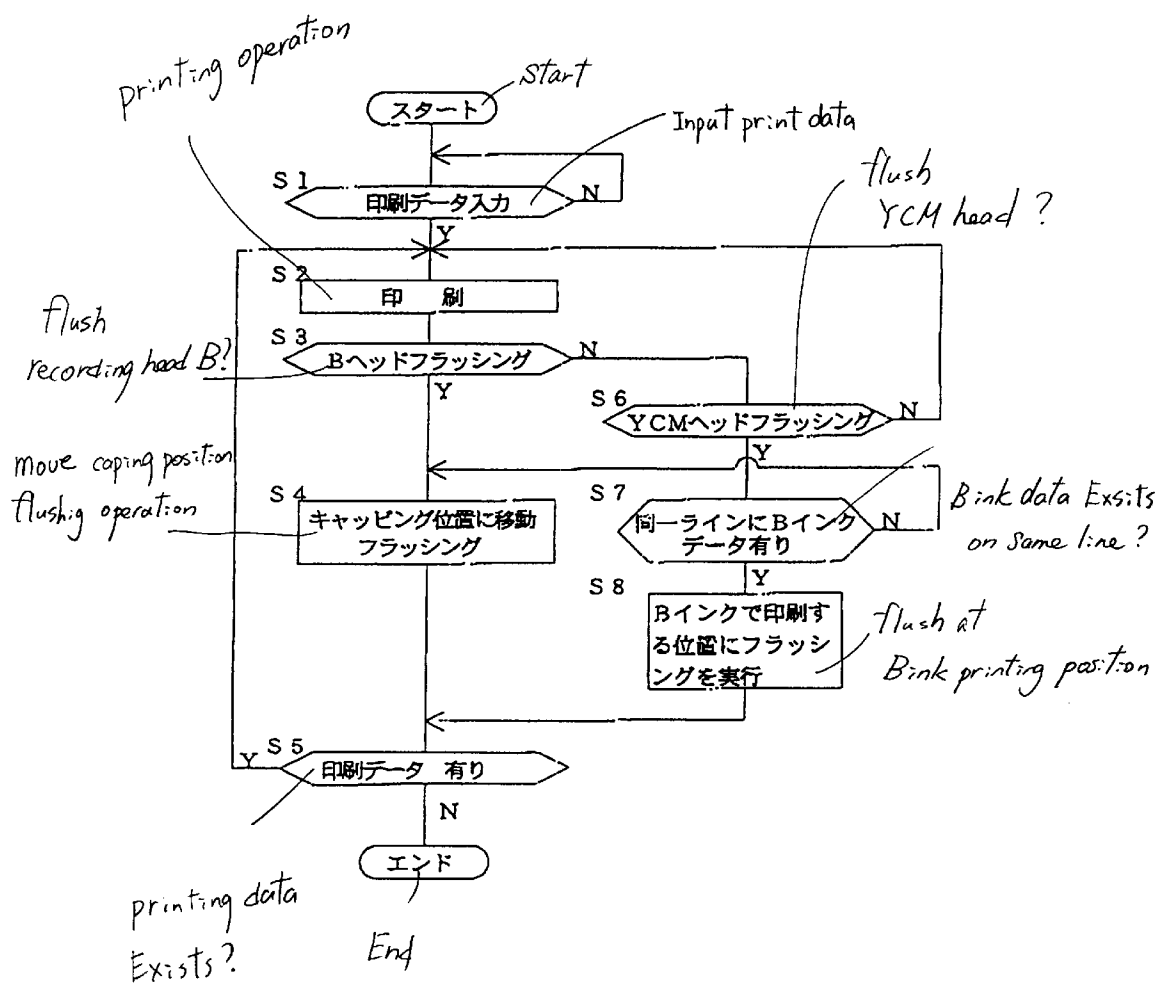 printing operation
Start
スタート
Input print data
S1
印刷データ入力
N
Y
flush
YCM head ?
S2
印 刷
flush
recording head B?
S3
Bヘッドフラッシング
N
Y
S6
YCMヘッドフラッシング
N
Y
move caping position
flushig operation
S4
キャッピング位置に移動
フラッシング
S7
同一ラインにBインク
データ有り
N
Y
Bink data Exsits
on same line ?
S8
Bインクで印刷す
る位置にフラッシ
ングを実行
flush at
Bink printing position
Y
S5
印刷データ 有り
N
エンド
printing data
Exists?
End